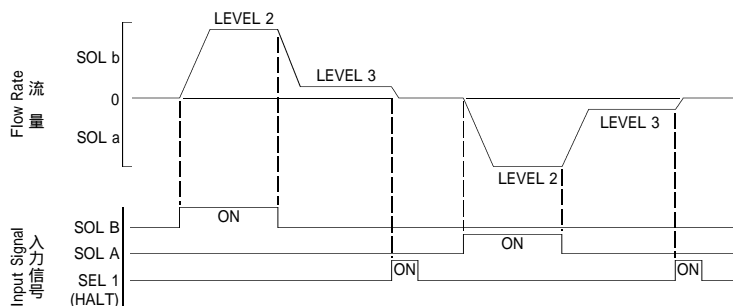 LEVEL 2
SOL b
LEVEL 3
Flow Rate
流量
0
SOL a
LEVEL 3
LEVEL 2
Input Signal
入力信号
SOL B
ON
SOL A
ON
SEL 1
ON
ON
(HALT)